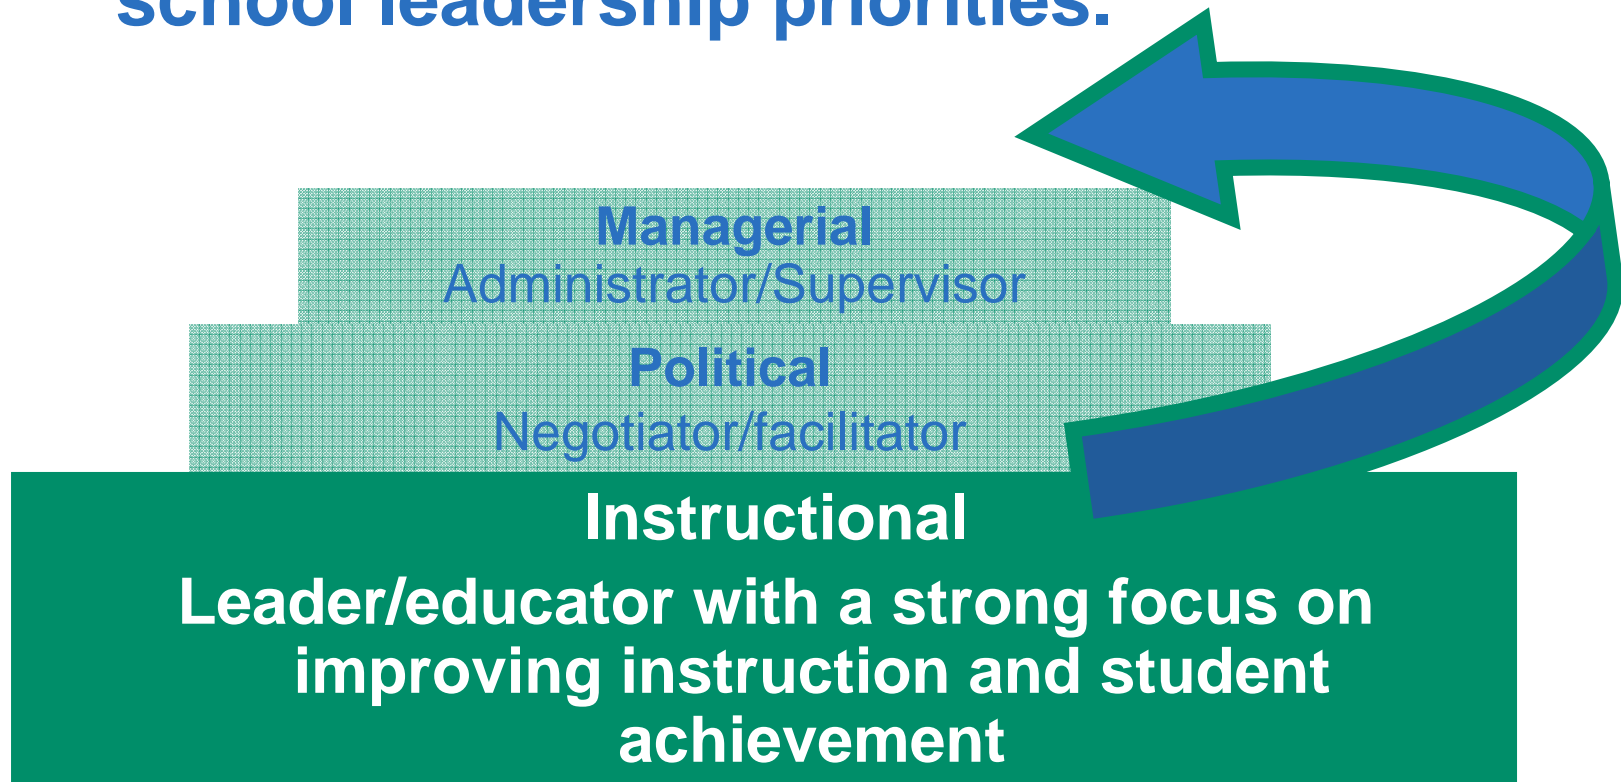 school leadership priorities.
Managerial
Administrator/Supervisor
Political
Negotiator/facilitator
Instructional
Leader/educator with a strong focus on
improving instruction and student
achievement